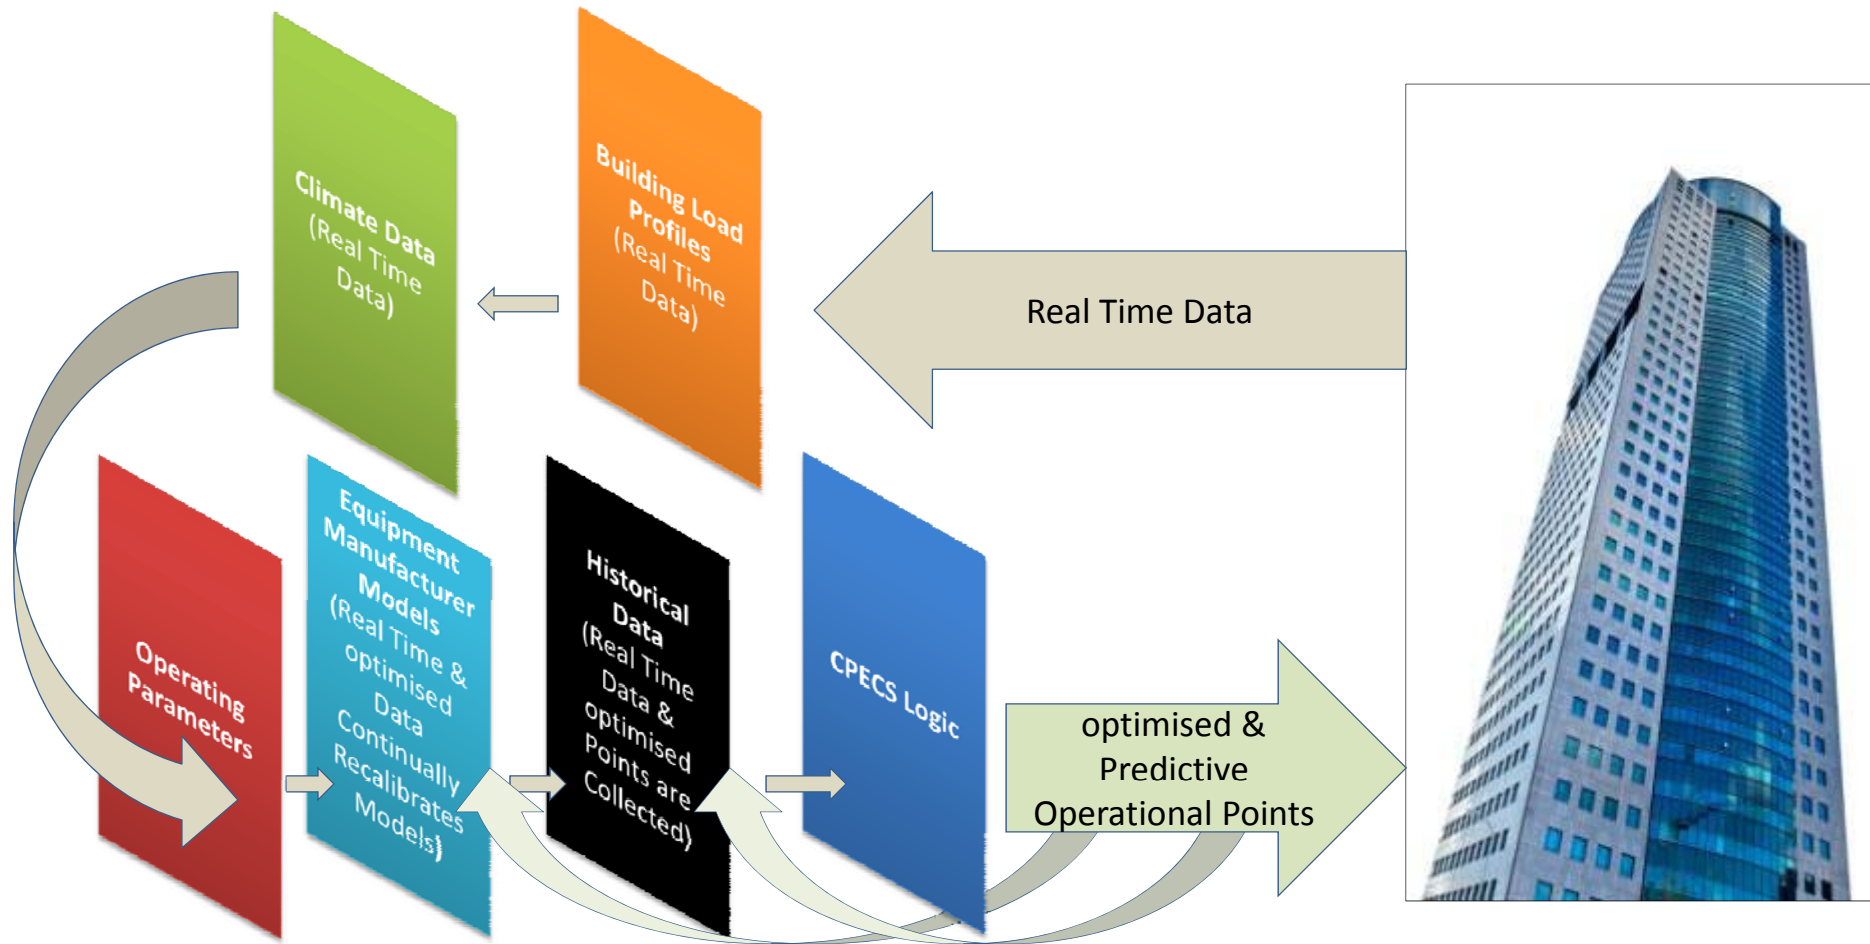 Climate Data
(Real Time
Data)
Building Load
Profiles
(Real Time
Data)
Real Time Data
Operating
Parameters
Equipment
Manufacturer
Models
(Real Time &
optimised
Data
Continually
Recalibrates
Models)
Historical
Data
(Real Time
Data &
optimised
Points are
Collected)
CPECS Logic
optimised &
Predictive
Operational Points